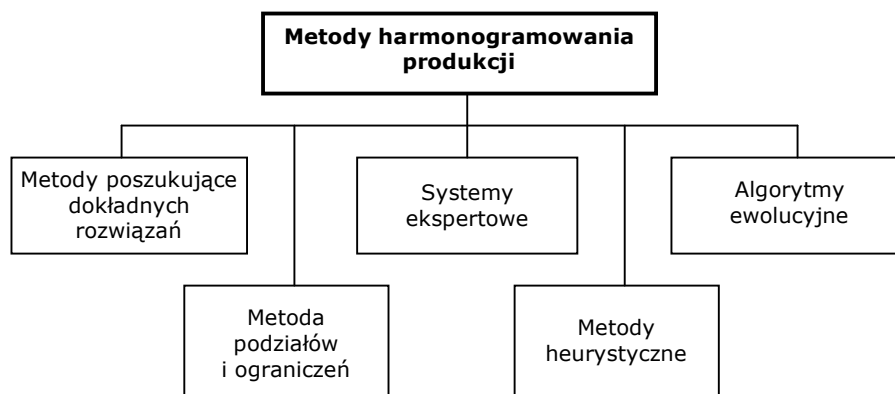 Metody harmonogramowania
produkcji
Metody poszukujące
dokładnych
rozwiązań
Systemy
ekspertowe
Algorytmy
ewolucyjne
Metoda
podziałów
i ograniczeń
Metody
heurystyczne